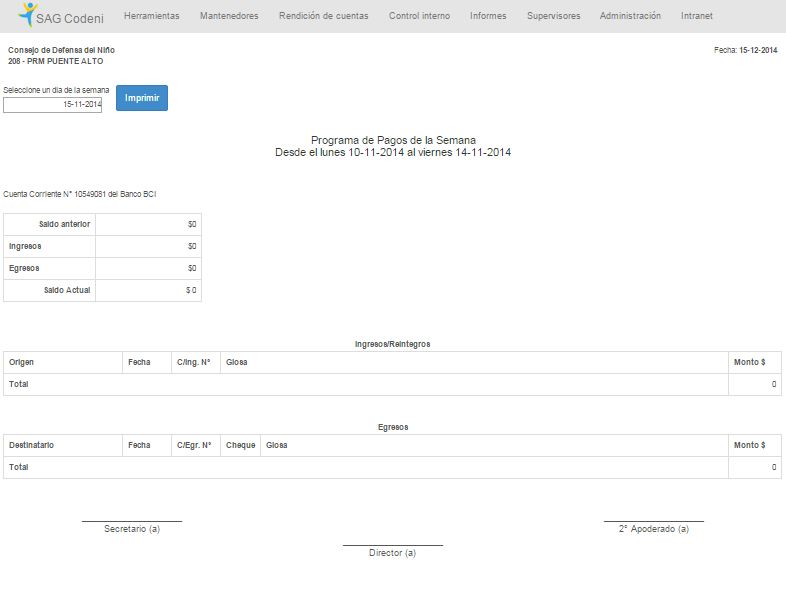 SAG Codeni Herramientas Mantenedores Rendición de cuentas Control interno Informes Supervisores Administración Intranet
Consejo de Defensa del Niño Fecha: 15-12-2014
208 - PRM PUENTE ALTO
Seleccione un día de la semana
15-11-2014 Imprimir
Programa de Pagos de la Semana
Desde el lunes 10-11-2014 al viernes 14-11-2014
Cuenta Corriente N° 10549081 del Banco BCI
Saldo anterior $0
Ingresos $0
Egresos $0
Saldo Actual $ 0
Ingresos/Reintegros
Origen Fecha C/Ing. N° Glosa Monto $
Total 0
Egresos
Destinatario Fecha C/Egr. N° Cheque Glosa Monto $
Total 0
Secretario (a) 2° Apoderado (a)
Director (a)